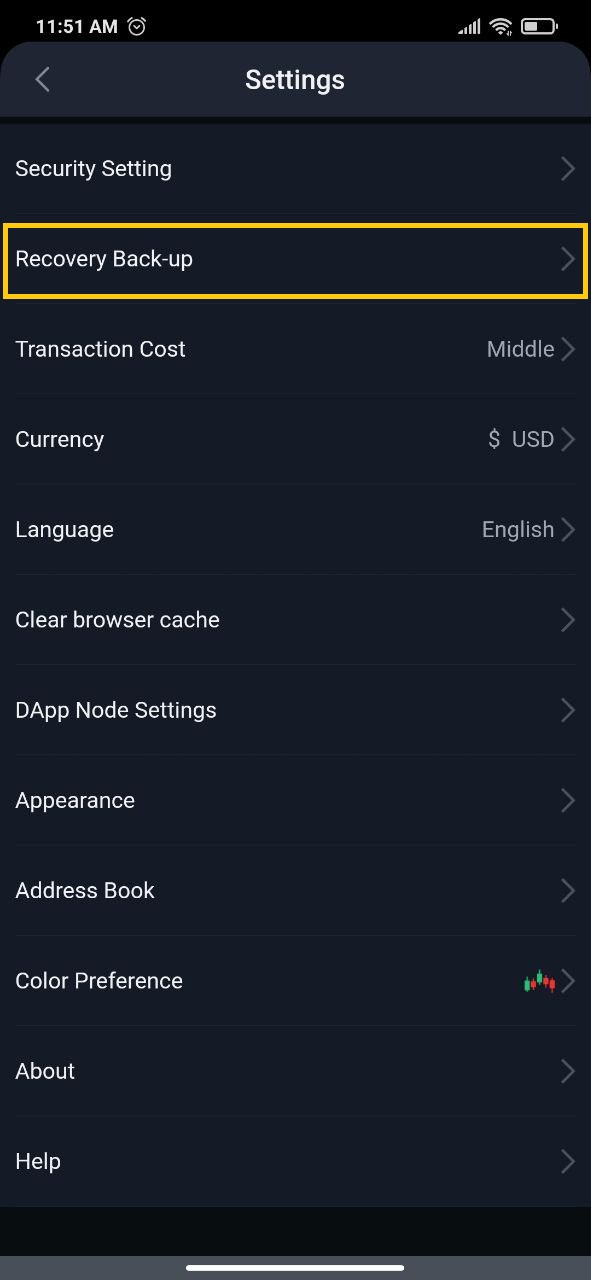 11:51 AM
Settings
Security Setting
Recovery Back-up
Transaction Cost Middle
Currency $ USD
Language English
Clear browser cache
DApp Node Settings
Appearance
Address Book
Color Preference
About
Help